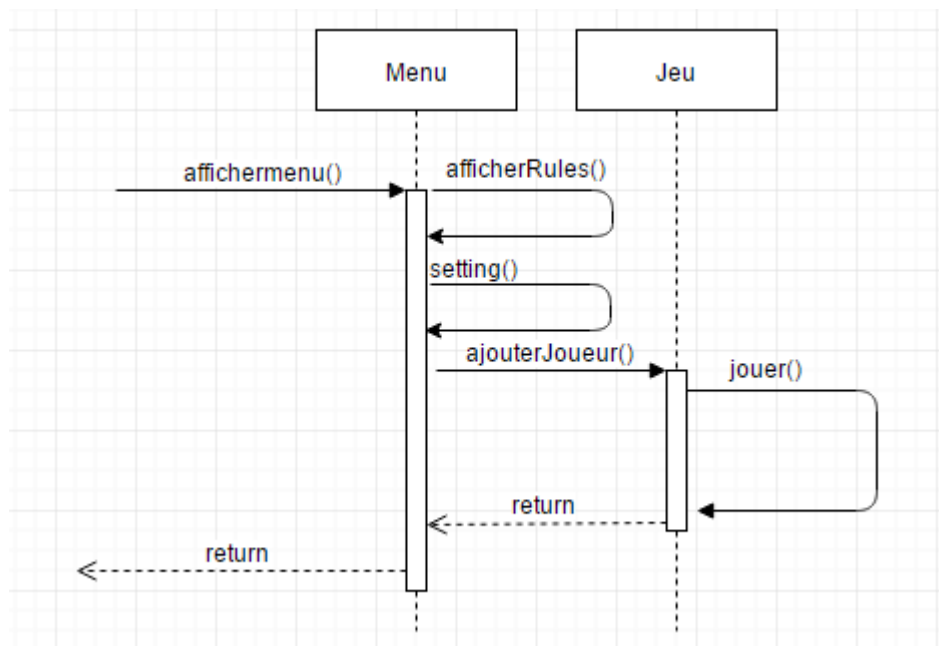 Menu
Jeu
affichermenu()
afficherRules()
setting()
ajouterJoueur()
jouer()
return
return